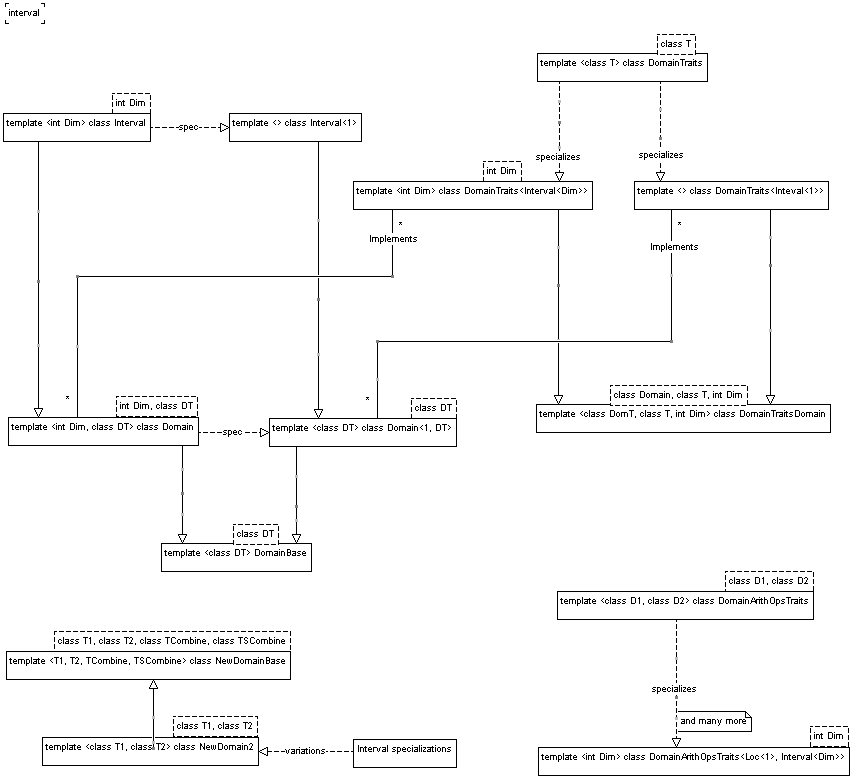 interval
class T
template <class T> class DomainTraits
int Dim
template <int Dim> class Interval
spec
template <> class Interval<1>
specializes
specializes
int Dim
template <int Dim> class DomainTraits<Interval<Dim>>
template <> class DomainTraits<Inteval<1>>
*
Implements
*
Implements
*
*
int Dim, class DT
template <int Dim, class DT> class Domain
spec
class DT
template <class DT> class Domain<1, DT>
class Domain, class T, int Dim
template <class DomT, class T, int Dim> class DomainTraitsDomain
class DT
template <class DT> DomainBase
class D1, class D2
template <class D1, class D2> class DomainArithOpsTraits
class T1, class T2, class TCombine, class TSCombine
template <T1, T2, TCombine, TSCombine> class NewDomainBase
specializes
and many more
class T1, class T2
template <class T1, class T2> class NewDomain2
variations
Interval specializations
int Dim
template <int Dim> class DomainArithOpsTraits<Loc<1>, Interval<Dim>>